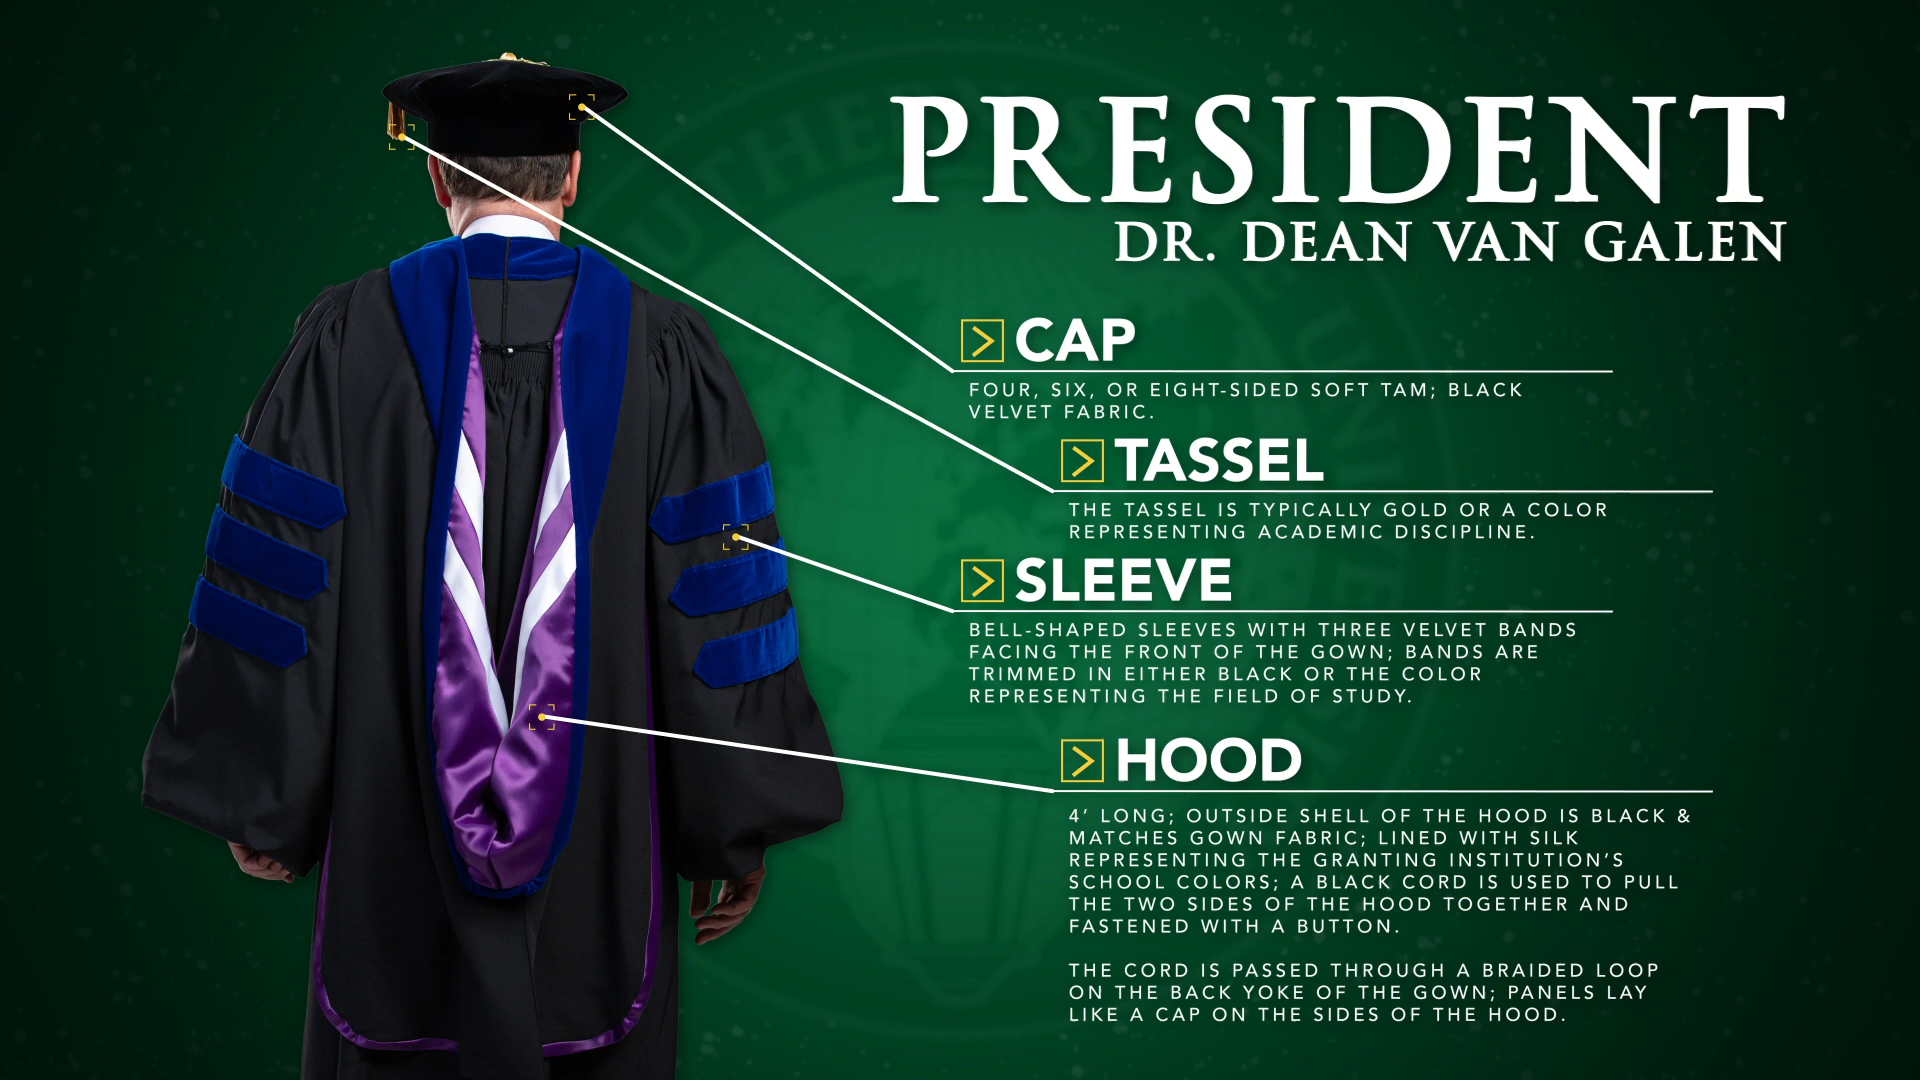 PRESIDENT
DR. DEAN VAN GALEN
CAP
FOUR, SIX, OR EIGHT-SIDED SOFT TAM; BLACK
VELVET FABRIC.
TASSEL
THE TASSEL IS TYPICALLY GOLD OR A COLOR
REPRESENTING ACADEMIC DISCIPLINE.
SLEEVE
BELL-SHAPED SLEEVES WITH THREE VELVET BANDS
FACING THE FRONT OF THE GOWN; BANDS ARE
TRIMMED IN EITHER BLACK OR THE COLOR
REPRESENTING THE FIELD OF STUDY.
HOOD
4’ LONG; OUTSIDE SHELL OF THE HOOD IS BLACK &
MATCHES GOWN FABRIC; LINED WITH SILK
REPRESENTING THE GRANTING INSTITUTION’S
SCHOOL COLORS; A BLACK CORD IS USED TO PULL
THE TWO SIDES OF THE HOOD TOGETHER AND
FASTENED WITH A BUTTON.
THE CORD IS PASSED THROUGH A BRAIDED LOOP
ON THE BACK YOKE OF THE GOWN; PANELS LAY
LIKE A CAP ON THE SIDES OF THE HOOD.